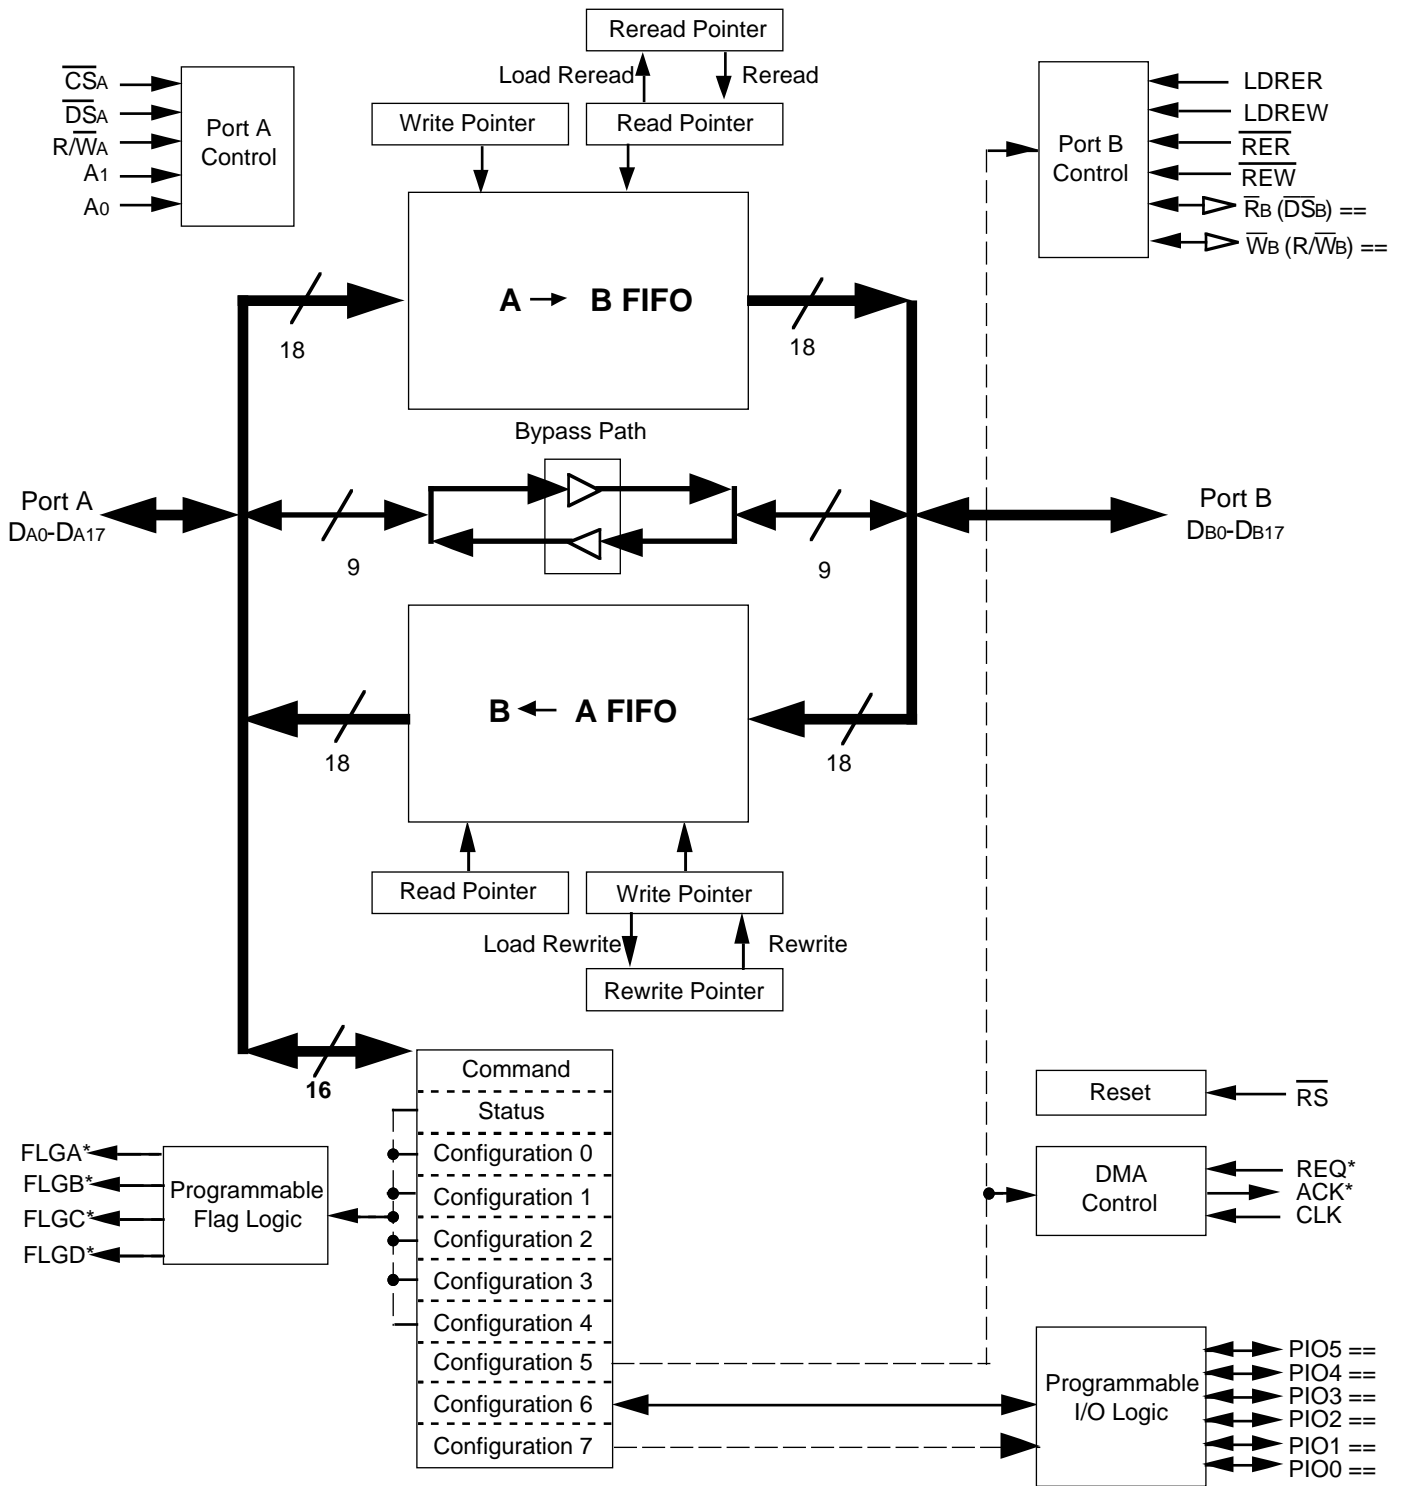 Reread Pointer
Load Reread
Reread
Write Pointer
Read Pointer
CSA
DSA
R/WA
A1
A0
Port A
Control
Port B
Control
LDRER
LDREW
RER
REW
RB (DSB) ==
WB (R/WB) ==
A → B FIFO
18
18
Bypass Path
Port A
DA0-DA17
9
9
Port B
DB0-DB17
B ← A FIFO
18
18
Read Pointer
Write Pointer
Load Rewrite
Rewrite
Rewrite Pointer
16
Command
Status
Configuration 0
Configuration 1
Configuration 2
Configuration 3
Configuration 4
Configuration 5
Configuration 6
Configuration 7
FLGA*
FLGB*
FLGC*
FLGD*
Programmable
Flag Logic
Reset
RS
DMA
Control
REQ*
ACK*
CLK
Programmable
I/O Logic
PIO5 ==
PIO4 ==
PIO3 ==
PIO2 ==
PIO1 ==
PIO0 ==